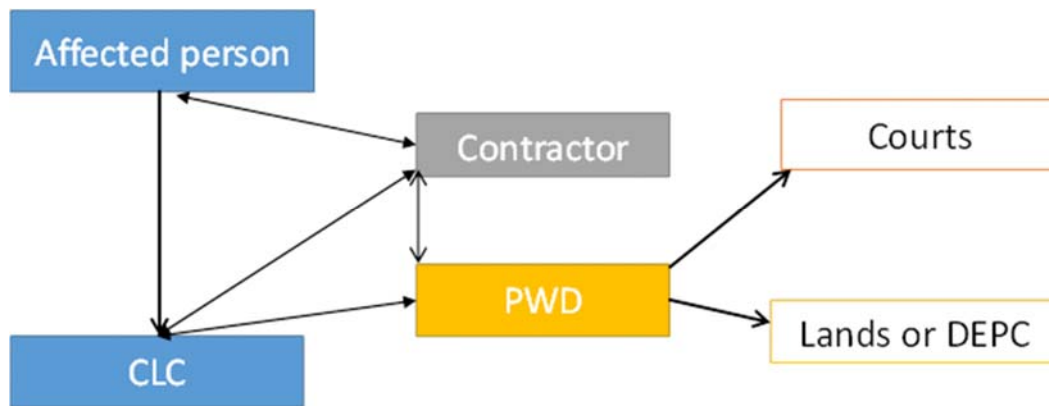 Affected person
Contractor
Courts
PWD
Lands or DEPC
CLC